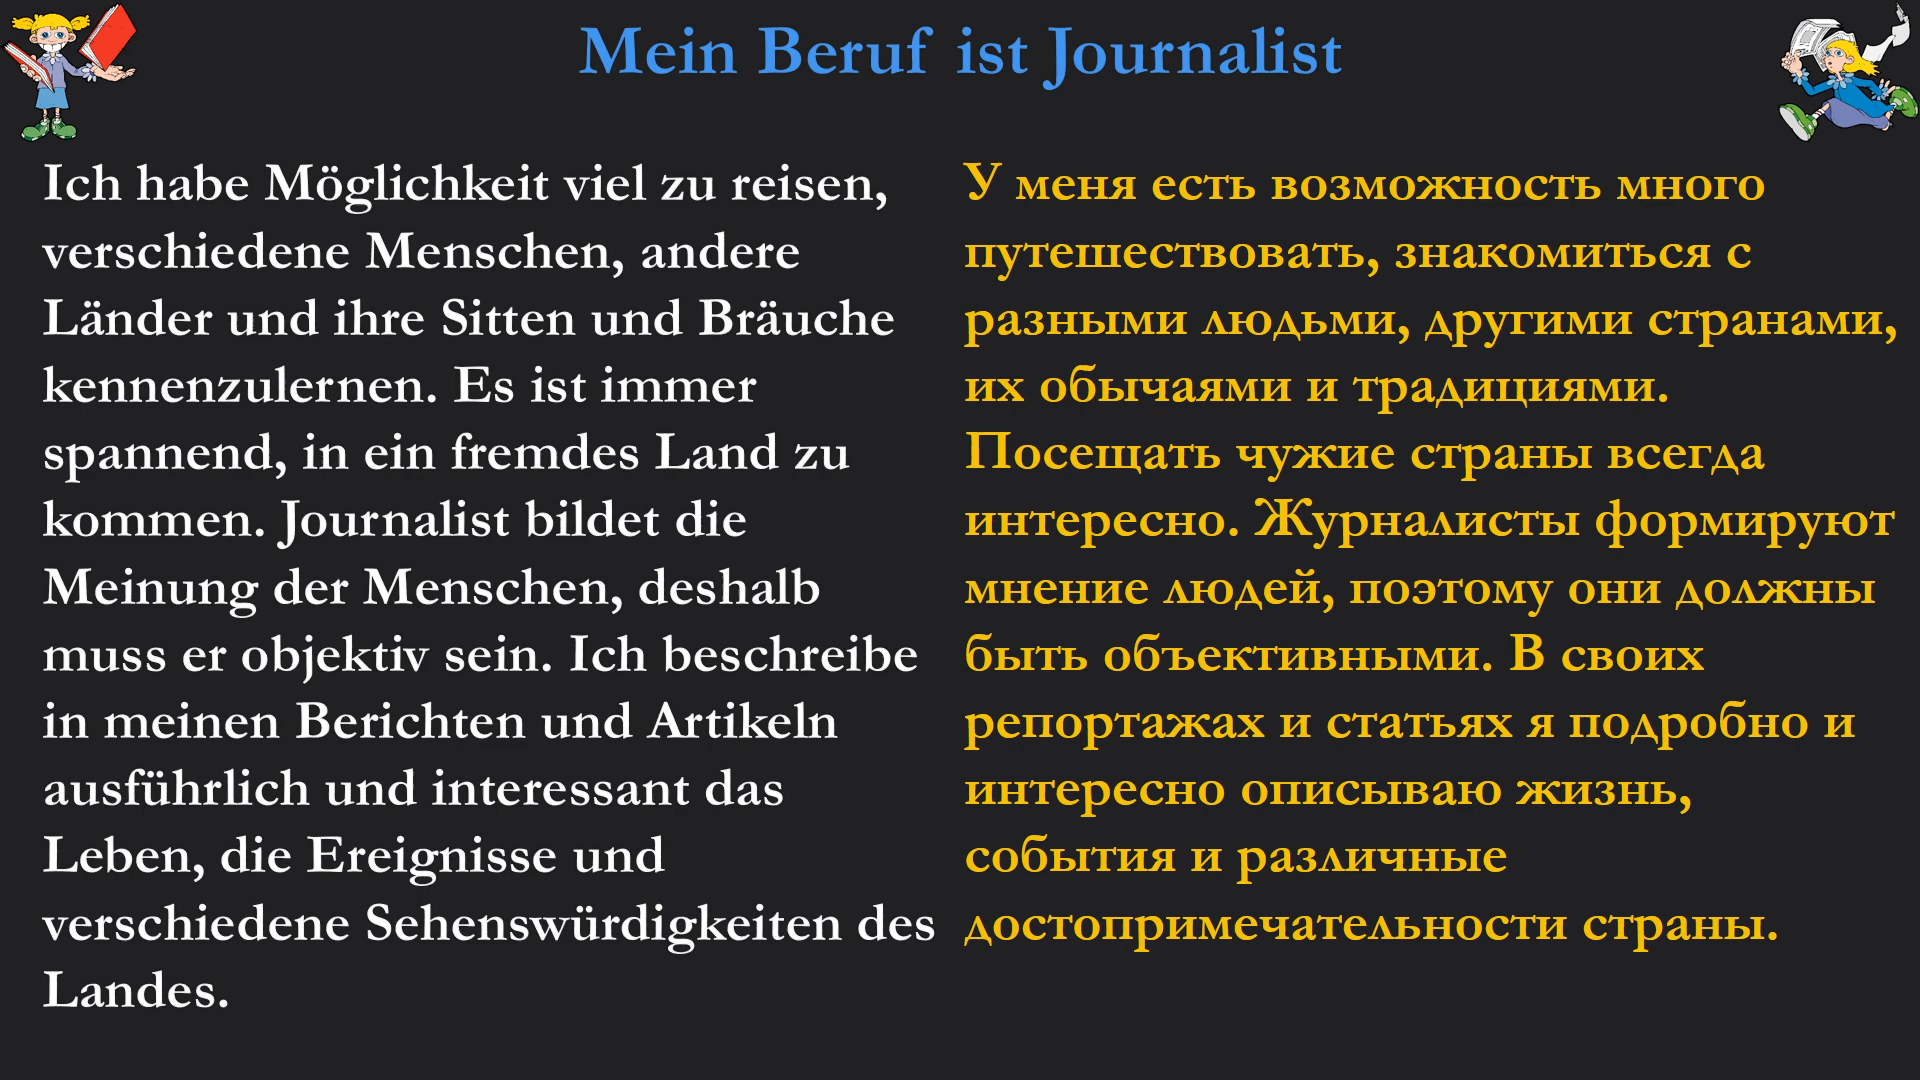 Mein Beruf ist Journalist
Ich habe Möglichkeit viel zu reisen,
verschiedene Menschen, andere
Länder und ihre Sitten und Bräuche
kennenzulernen. Es ist immer
spannend, in ein fremdes Land zu
kommen. Journalist bildet die
Meinung der Menschen, deshalb
muss er objektiv sein. Ich beschreibe
in meinen Berichten und Artikeln
ausführlich und interessant das
Leben, die Ereignisse und
verschiedene Sehenswürdigkeiten des
Landes.
У меня есть возможность много
путешествовать, знакомиться с
разными людьми, другими странами,
их обычаями и традициями.
Посещать чужие страны всегда
интересно. Журналисты формируют
мнение людей, поэтому они должны
быть объективными. В своих
репортажах и статьях я подробно и
интересно описываю жизнь,
события и различные
достопримечательности страны.